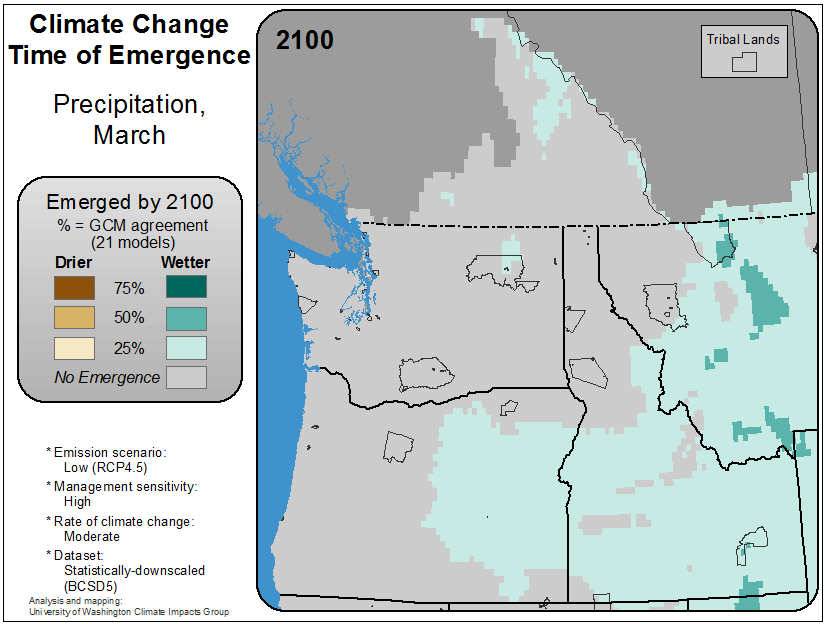 Climate Change
Time of Emergence
Precipitation,
March
Emerged by 2100
% = GCM agreement
(21 models)
Drier Wetter
75%
50%
25%
No Emergence
* Emission scenario:
Low (RCP4.5)
* Management sensitivity:
High
* Rate of climate change:
Moderate
* Dataset:
Statistically-downscaled
(BCSD5)
Analysis and mapping:
University of Washington Climate Impacts Group
2100
Tribal Lands